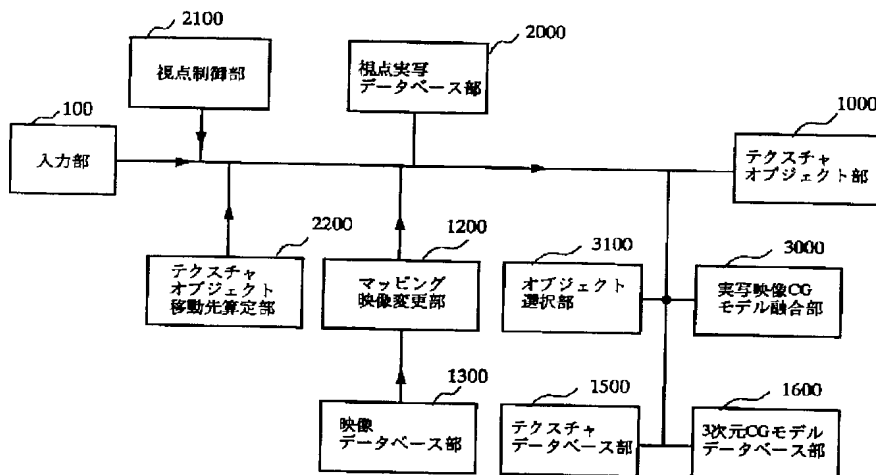 2100
視点制御部
2000
視点実写
データベース部
100
入力部
1000
テクスチャ
オブジェクト部
2200
テクスチャ
オブジェクト
移動先算定部
1200
マッピング
映像変更部
3100
オブジェクト
選択部
3000
実写映像CG
モデル融合部
1300
映像
データベース部
1500
テクスチャ
データベース部
1600
3次元CGモデル
データベース部